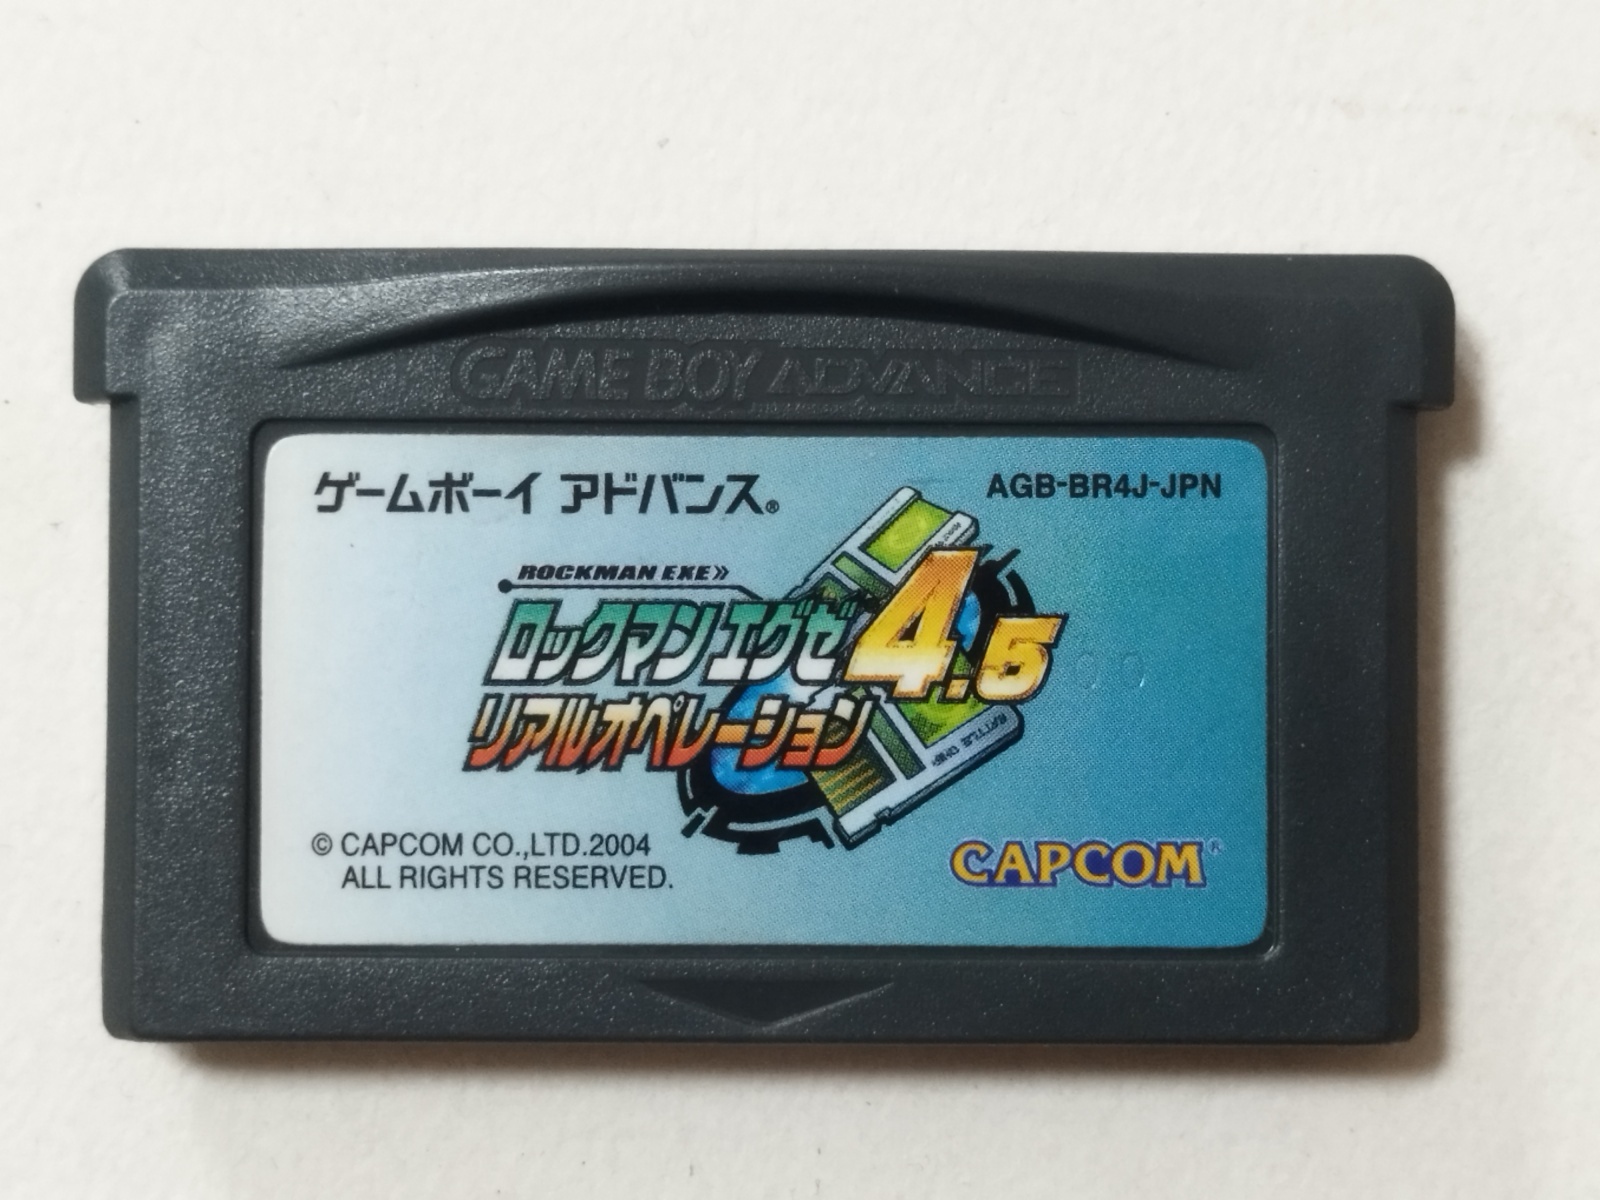 GAME BOY ADVANCE
ゲームボーイ アドバンス®
AGB-BR4J-JPN
ROCKMAN EXE
ロックマンエグゼ4.5
リアルオペレーション
BATTLE CHIP
© CAPCOM CO.,LTD.2004
ALL RIGHTS RESERVED.
CAPCOM®